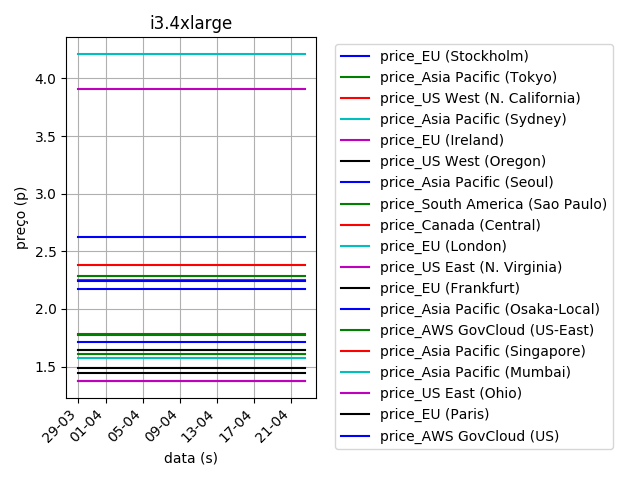 i3.4xlarge
4.0
3.5
3.0
2.5
2.0
1.5
preço (p)
29-03
01-04
05-04
09-04
13-04
17-04
21-04
data (s)
price_EU (Stockholm)
price_Asia Pacific (Tokyo)
price_US West (N. California)
price_Asia Pacific (Sydney)
price_EU (Ireland)
price_US West (Oregon)
price_Asia Pacific (Seoul)
price_South America (Sao Paulo)
price_Canada (Central)
price_EU (London)
price_US East (N. Virginia)
price_EU (Frankfurt)
price_Asia Pacific (Osaka-Local)
price_AWS GovCloud (US-East)
price_Asia Pacific (Singapore)
price_Asia Pacific (Mumbai)
price_US East (Ohio)
price_EU (Paris)
price_AWS GovCloud (US)